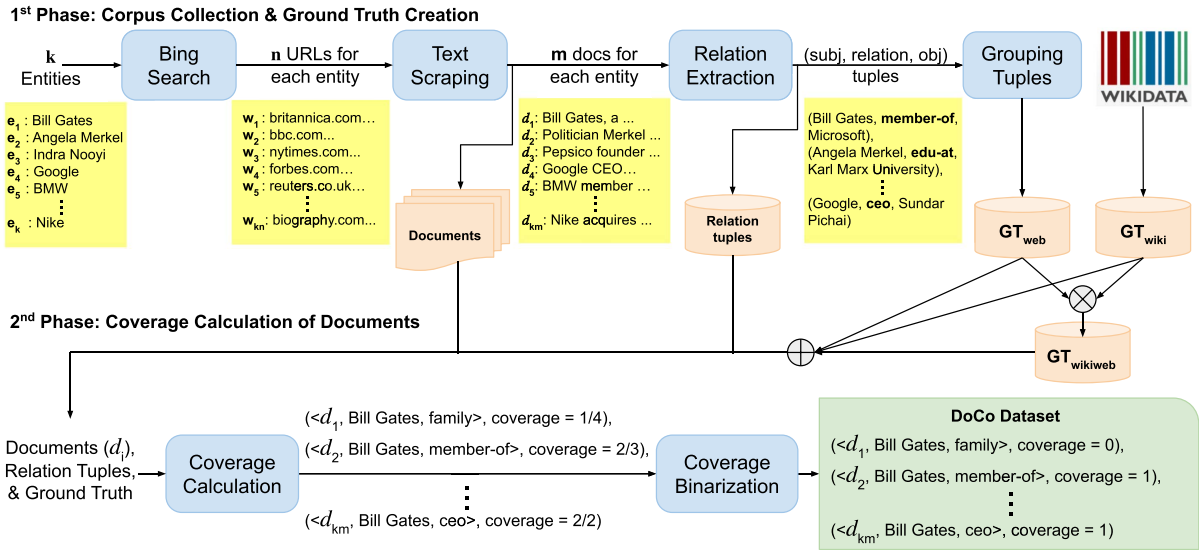 1st Phase: Corpus Collection & Ground Truth Creation
k
Entities
Bing
Search
n URLs for
each entity
Text
Scraping
m docs for
each entity
Relation
Extraction
(subj, relation, obj)
tuples
Grouping
Tuples
WIKIDATA
e1 : Bill Gates
e2 : Angela Merkel
e3 : Indra Nooyi
e4 : Google
e5 : BMW
ek : Nike
w1 : britannica.com…
w2 : bbc.com...
w3 : nytimes.com...
w4 : forbes.com…
w5 : reuters.co.uk…
wkn: biography.com...
Documents
d1: Bill Gates, a ...
d2: Politician Merkel ...
d3: Pepsico founder ...
d4: Google CEO…
d5: BMW member …
dkm: Nike acquires ...
Relation
tuples
(Bill Gates, member-of,
Microsoft),
(Angela Merkel, edu-at,
Karl Marx University),
(Google, ceo, Sundar
Pichai)
GTweb
GTwiki
2nd Phase: Coverage Calculation of Documents
GTwikiweb
Documents (di),
Relation Tuples,
& Ground Truth
Coverage
Calculation
(<d1, Bill Gates, family>, coverage = 1/4),
(<d2, Bill Gates, member-of>, coverage = 2/3),
(<dkm, Bill Gates, ceo>, coverage = 2/2)
Coverage
Binarization
DoCo Dataset
(<d1, Bill Gates, family>, coverage = 0),
(<d2, Bill Gates, member-of>, coverage = 1),
(<dkm, Bill Gates, ceo>, coverage = 1)